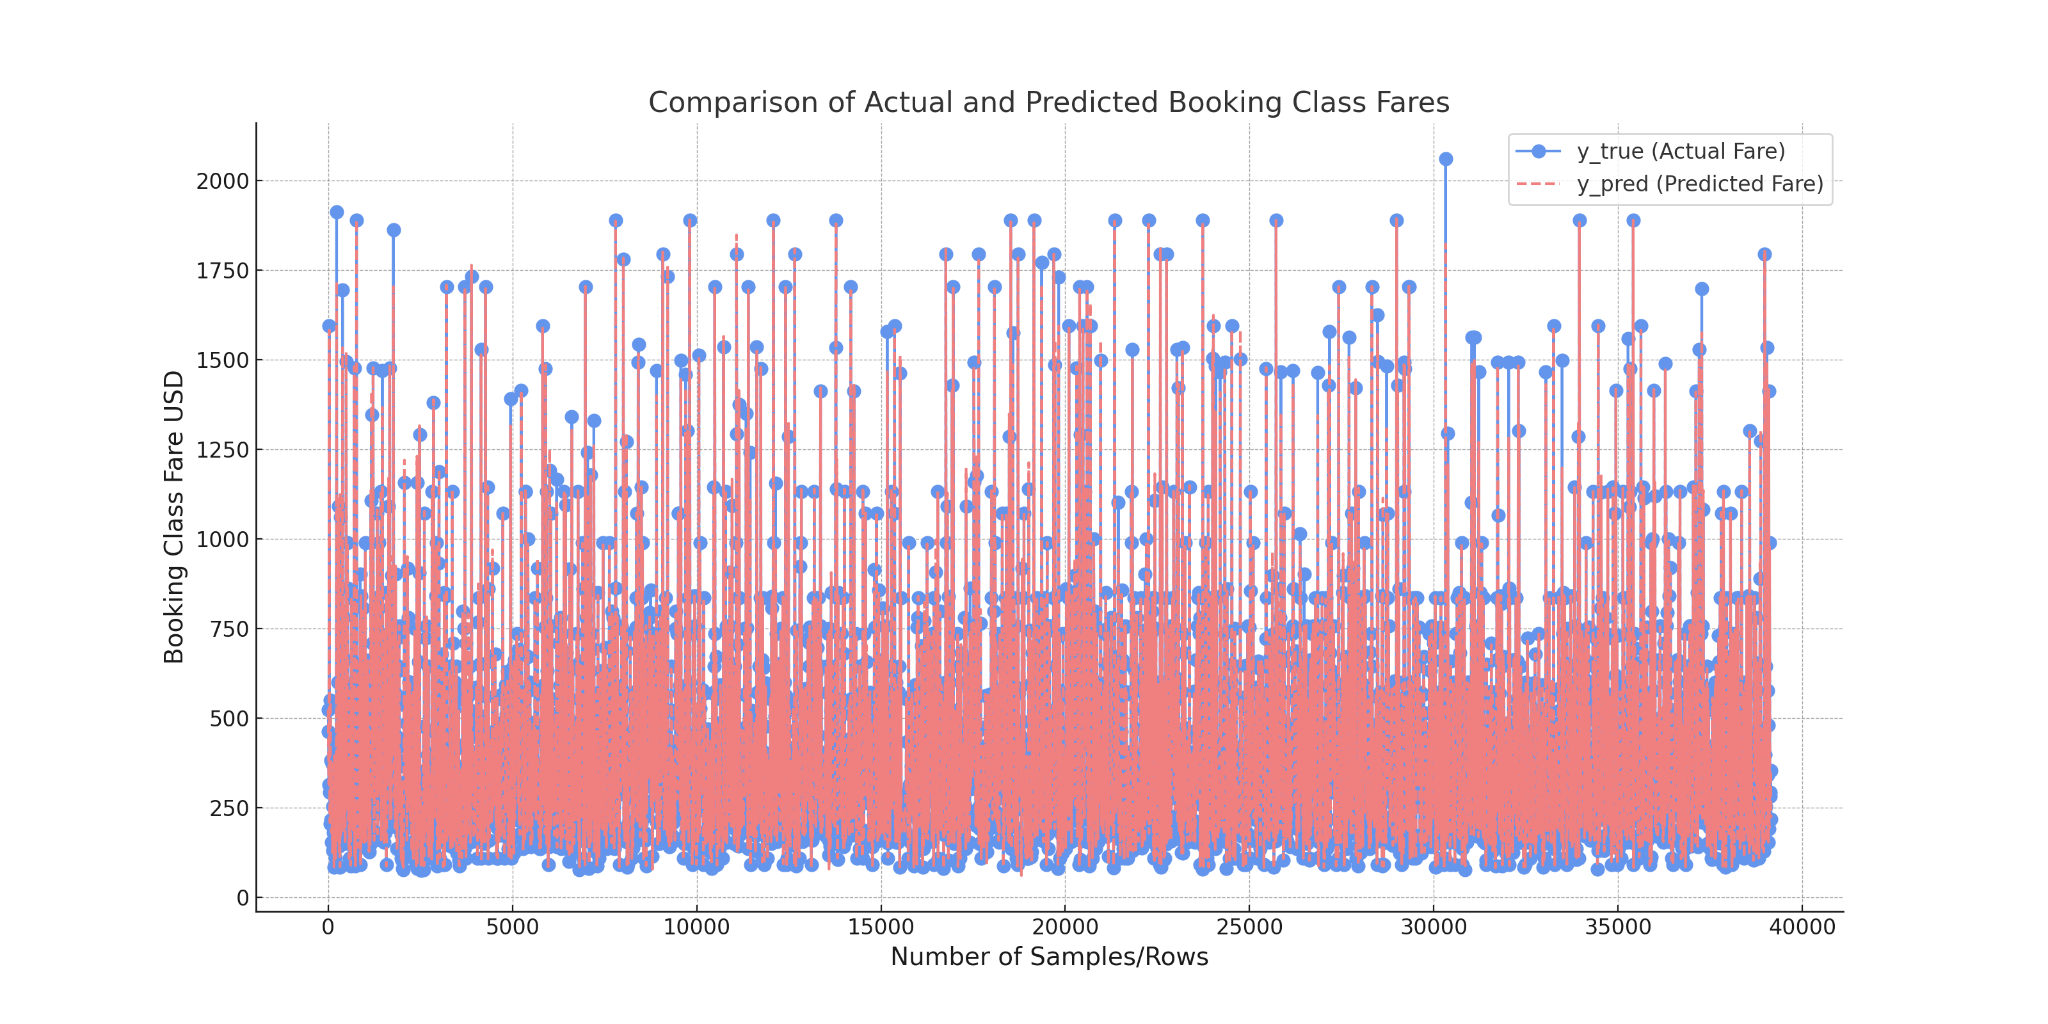 Comparison of Actual and Predicted Booking Class Fares
y_true (Actual Fare)
y_pred (Predicted Fare)
Booking Class Fare USD
2000
1750
1500
1250
1000
750
500
250
0
0 5000 10000 15000 20000 25000 30000 35000 40000
Number of Samples/Rows